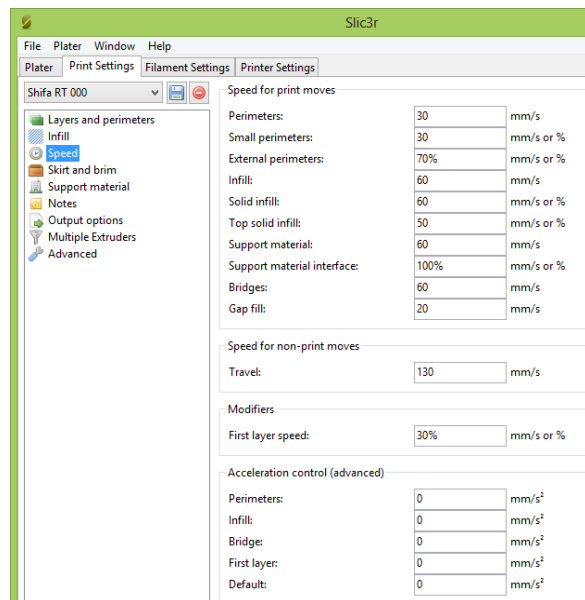 Slic3r
File Plater Window Help
Plater Print Settings Filament Settings Printer Settings
Shifa RT 000
Layers and perimeters
Infill
Speed
Skirt and brim
Support material
Notes
Output options
Multiple Extruders
Advanced
Speed for print moves
Perimeters: 30 mm/s
Small perimeters: 30 mm/s or %
External perimeters: 70% mm/s or %
Infill: 60 mm/s
Solid infill: 60 mm/s or %
Top solid infill: 50 mm/s or %
Support material: 60 mm/s
Support material interface: 100% mm/s or %
Bridges: 60 mm/s
Gap fill: 20 mm/s
Speed for non-print moves
Travel: 130 mm/s
Modifiers
First layer speed: 30% mm/s or %
Acceleration control (advanced)
Perimeters: 0 mm/s²
Infill: 0 mm/s²
Bridge: 0 mm/s²
First layer: 0 mm/s²
Default: 0 mm/s²